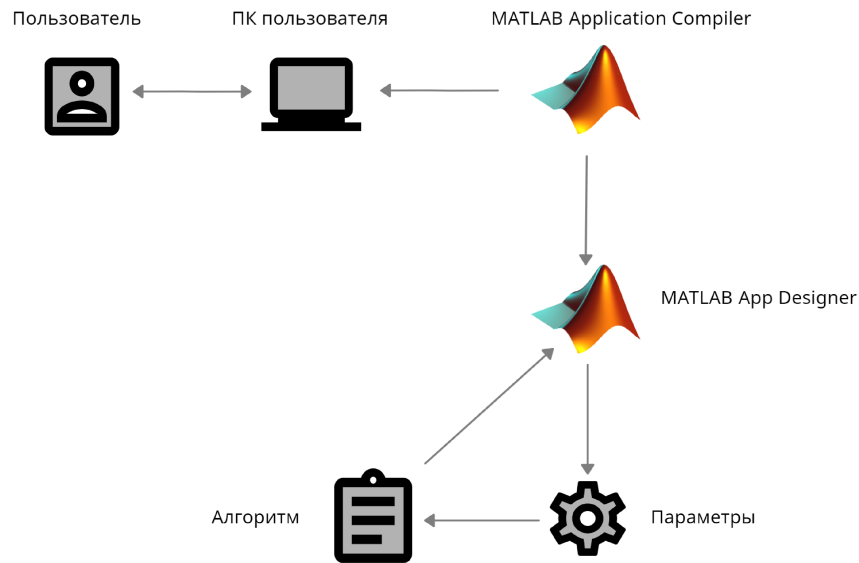 Пользователь
ПК пользователя
MATLAB Application Compiler
MATLAB App Designer
Алгоритм
Параметры